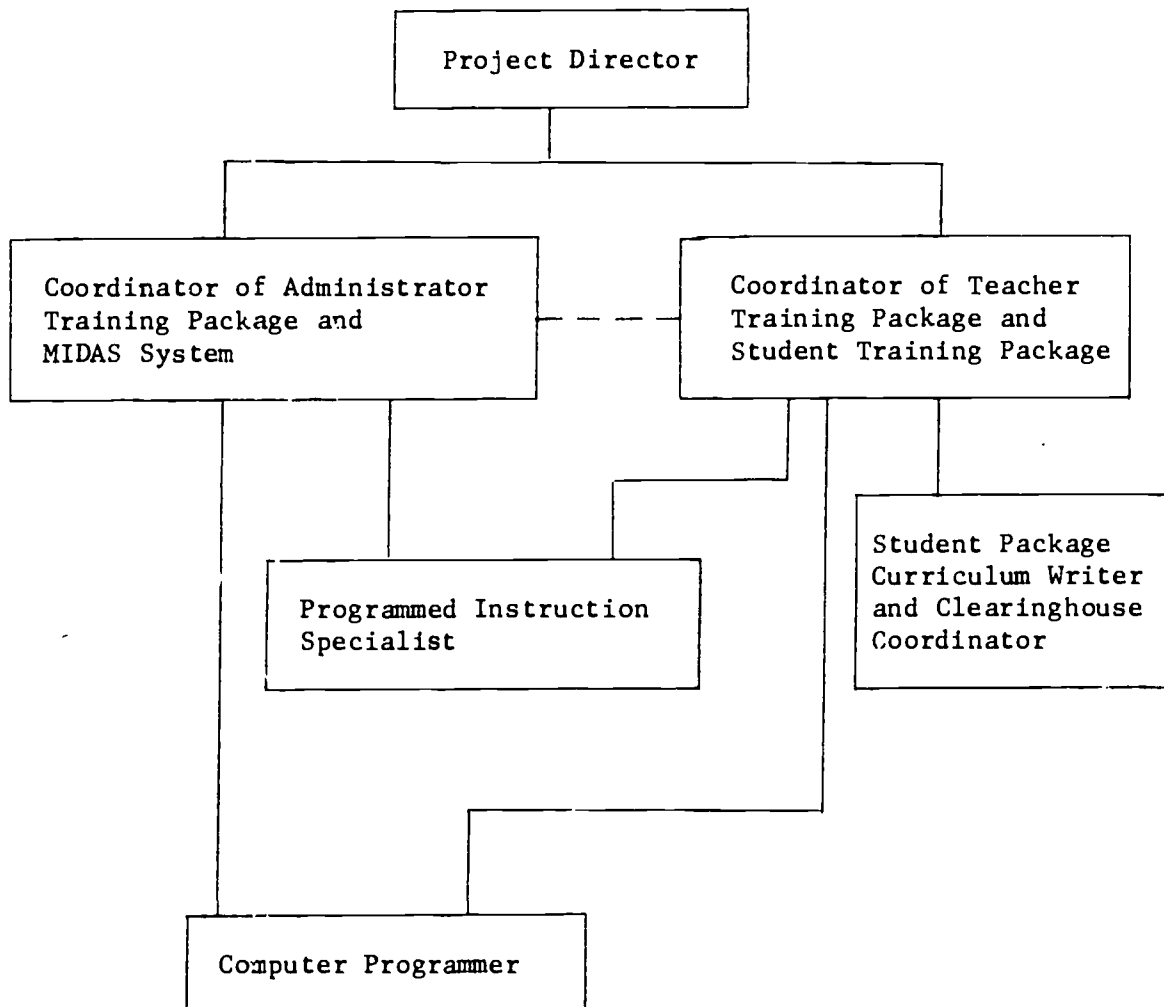 Project Director
Coordinator of Administrator
Training Package and
MIDAS System
Coordinator of Teacher
Training Package and
Student Training Package
Programmed Instruction
Specialist
Student Package
Curriculum Writer
and Clearinghouse
Coordinator
Computer Programmer